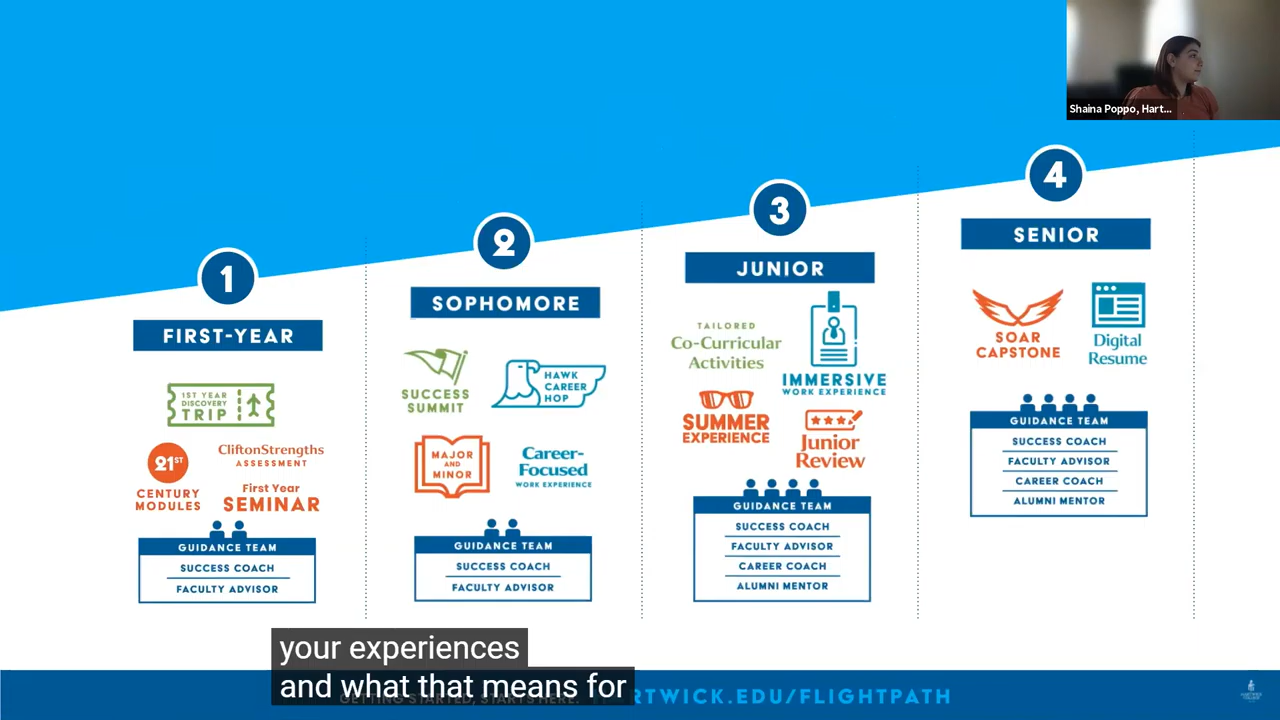 Shaina Poppo, Hart...
1
FIRST-YEAR
1ST YEAR
DISCOVERY
TRIP
21ST
CENTURY
MODULES
CliftonStrengths
ASSESSMENT
First Year
SEMINAR
GUIDANCE TEAM
SUCCESS COACH
FACULTY ADVISOR
2
SOPHOMORE
SUCCESS
SUMMIT
HAWK
CAREER
HOP
MAJOR
AND
MINOR
Career-
Focused
WORK EXPERIENCE
GUIDANCE TEAM
SUCCESS COACH
FACULTY ADVISOR
3
JUNIOR
TAILORED
Co-Curricular
Activities
IMMERSIVE
WORK EXPERIENCE
SUMMER
EXPERIENCE
Junior
Review
GUIDANCE TEAM
SUCCESS COACH
FACULTY ADVISOR
CAREER COACH
ALUMNI MENTOR
4
SENIOR
SOAR
CAPSTONE
Digital
Resume
GUIDANCE TEAM
SUCCESS COACH
FACULTY ADVISOR
CAREER COACH
ALUMNI MENTOR
your experiences
and what that means for
GETTING STARTED, STARTS HERE.
RTWICK.EDU/FLIGHTPATH